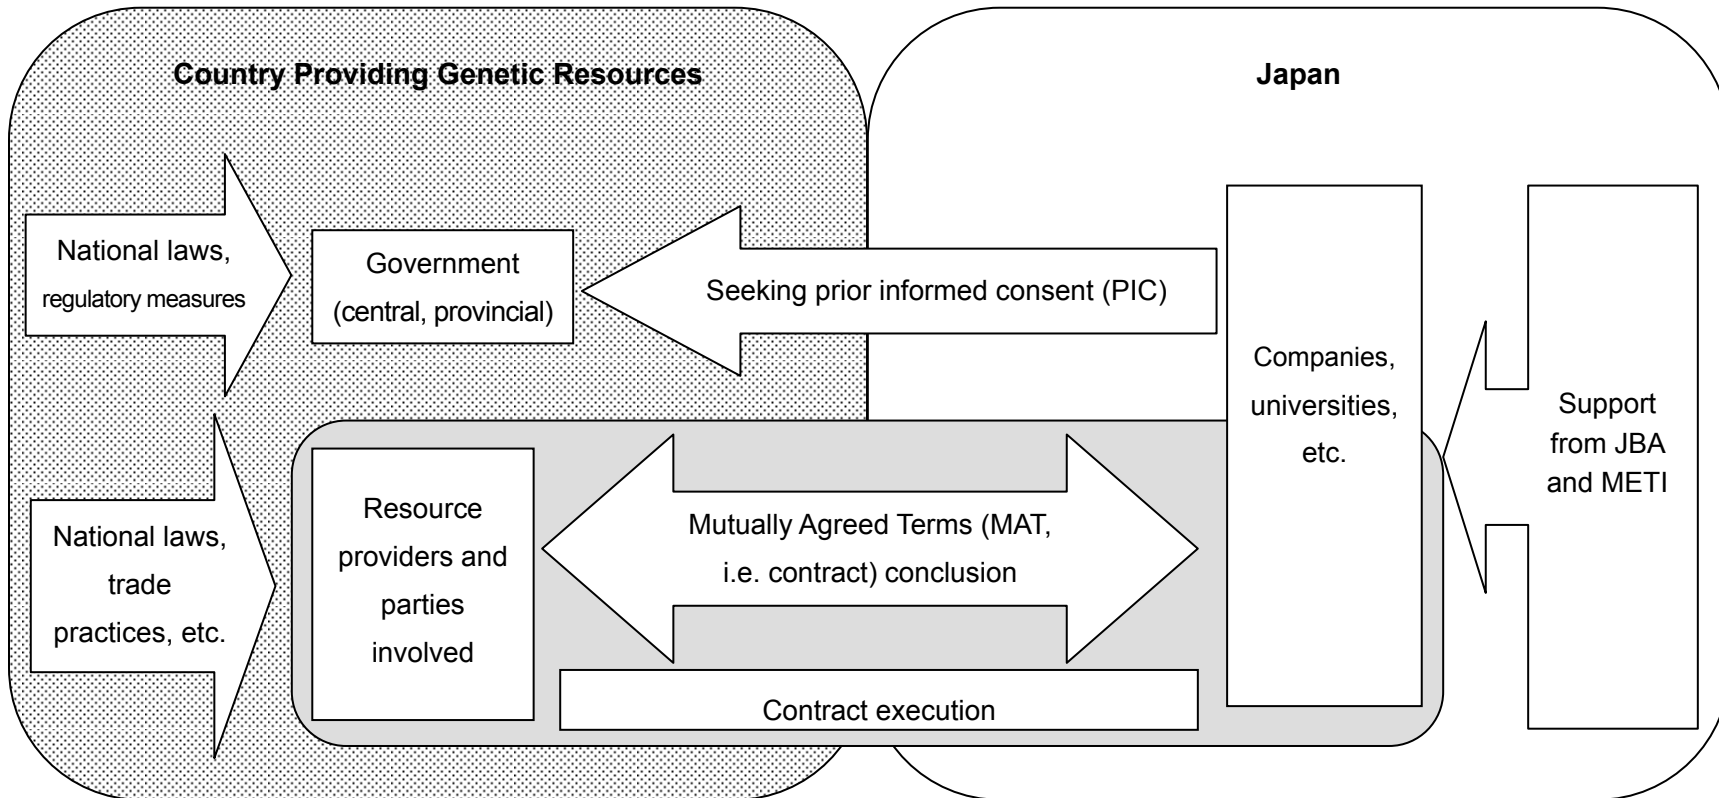 Country Providing Genetic Resources
Japan
National laws,
regulatory measures
Government
(central, provincial)
Seeking prior informed consent (PIC)
Companies,
universities,
etc.
Support
from JBA
and METI
National laws,
trade
practices, etc.
Resource
providers and
parties
involved
Mutually Agreed Terms (MAT,
i.e. contract) conclusion
Contract execution